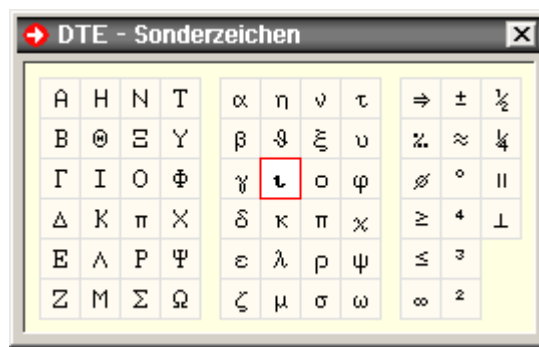 DTE - Sonderzeichen
Α Η Ν Τ α η ν τ ⇒ ± ½
Β Θ Ξ Υ β ϑ ξ υ ‰ ≈ ¼
Γ Ι Ο Φ γ ι ο φ ⌀ ° ॥
Δ Κ π Χ δ κ π χ ≥ ⁴ ⊥
Ε Λ Ρ Ψ ε λ ρ ψ ≤ ³
Ζ Μ Σ Ω ζ μ σ ω ∞ ²